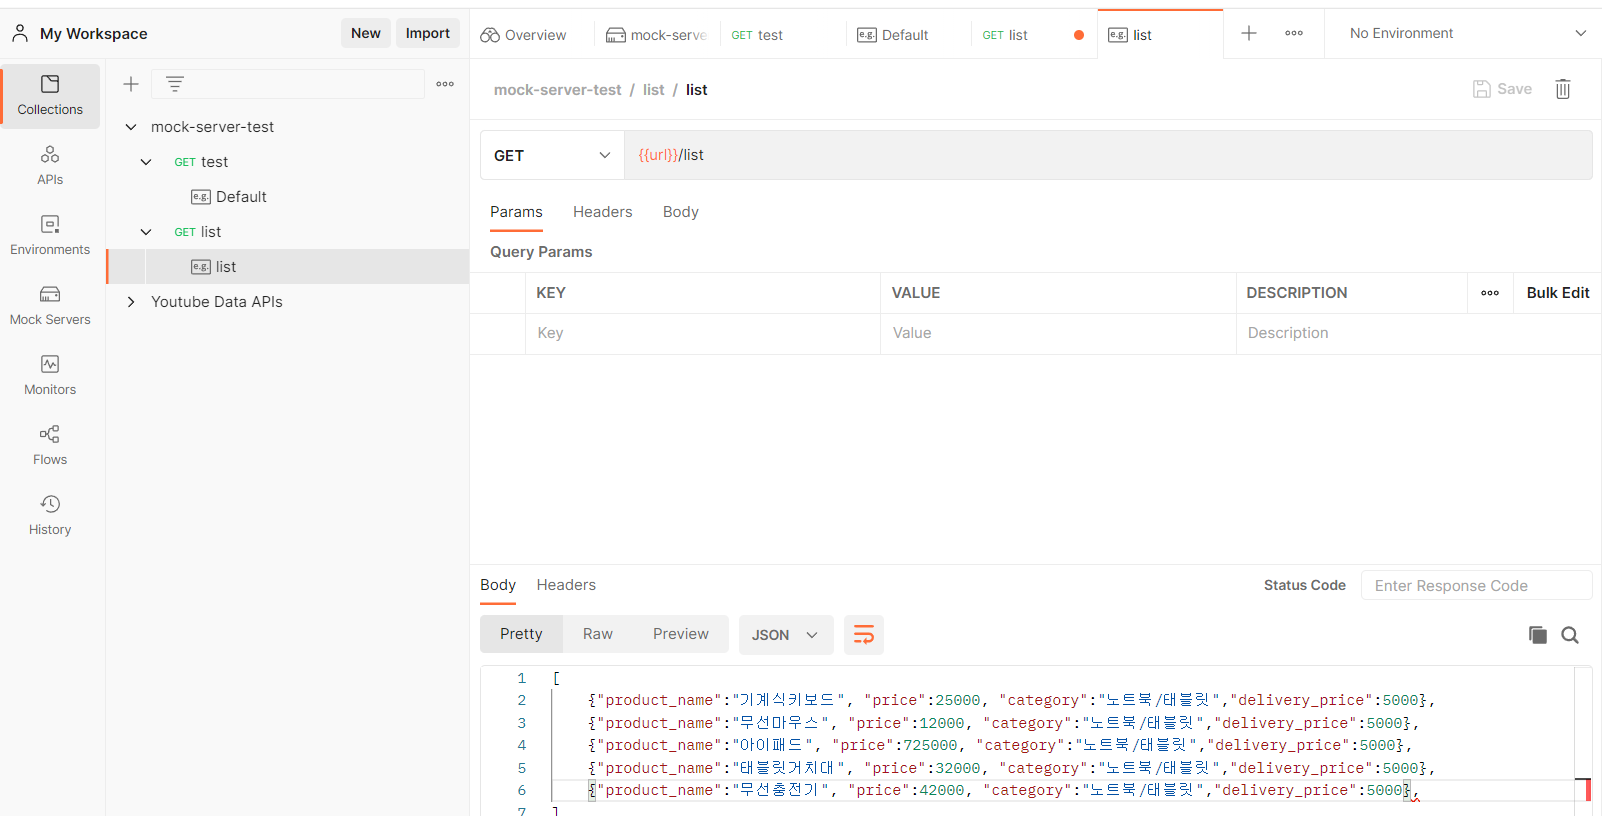 My Workspace
New
Import
Overview
mock-serve
GET test
e.g. Default
GET list
e.g. list
No Environment
Collections
APIs
Environments
Mock Servers
Monitors
Flows
History
mock-server-test
GET test
e.g. Default
GET list
e.g. list
Youtube Data APIs
mock-server-test / list / list
Save
GET
{{url}}/list
Params
Headers
Body
Query Params
KEY
VALUE
DESCRIPTION
Bulk Edit
Key
Value
Description
Body
Headers
Status Code
Enter Response Code
Pretty
Raw
Preview
JSON
1 [
2 {"product_name":"기계식키보드", "price":25000, "category":"노트북/태블릿","delivery_price":5000},
3 {"product_name":"무선마우스", "price":12000, "category":"노트북/태블릿","delivery_price":5000},
4 {"product_name":"아이패드", "price":725000, "category":"노트북/태블릿","delivery_price":5000},
5 {"product_name":"태블릿거치대", "price":32000, "category":"노트북/태블릿","delivery_price":5000},
6 {"product_name":"무선충전기", "price":42000, "category":"노트북/태블릿","delivery_price":5000},
7 ]